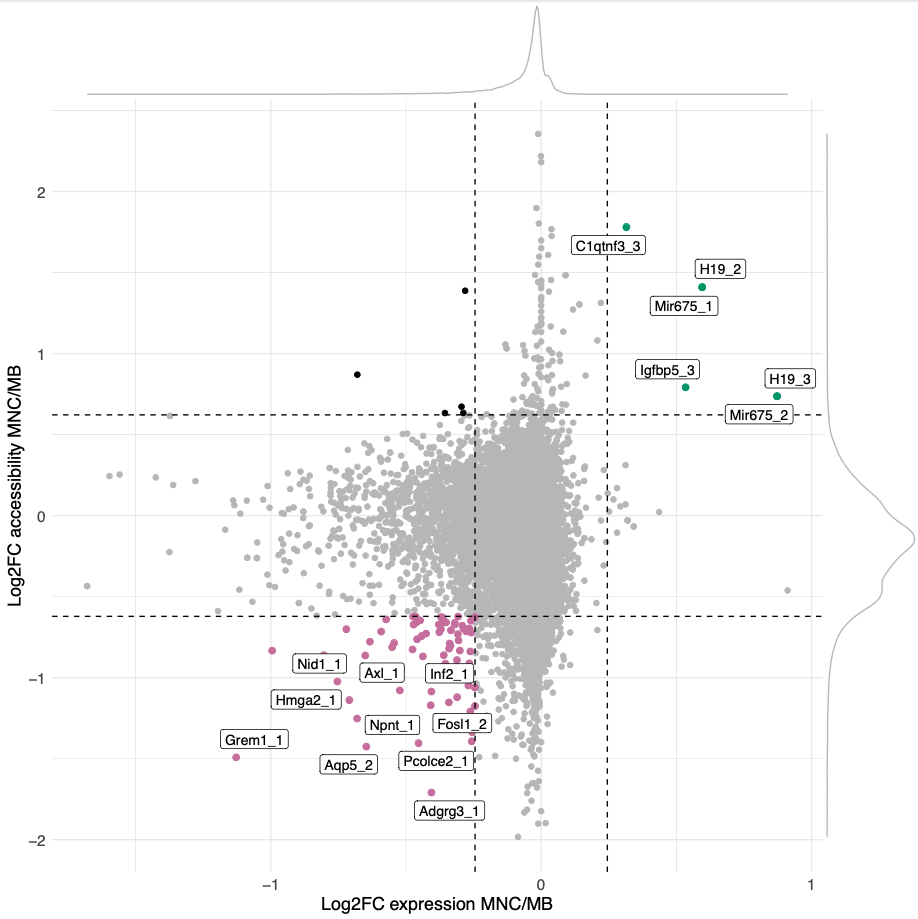 2
C1qtnf3_3
H19_2
Mir675_1
1
Igfbp5_3
H19_3
Mir675_2
Log2FC accessibility MNC/MB
0
−1
Nid1_1
Axl_1
Inf2_1
Hmga2_1
Npnt_1
Fosl1_2
Grem1_1
Aqp5_2
Pcolce2_1
Adgrg3_1
−2
−1 0 1
Log2FC expression MNC/MB